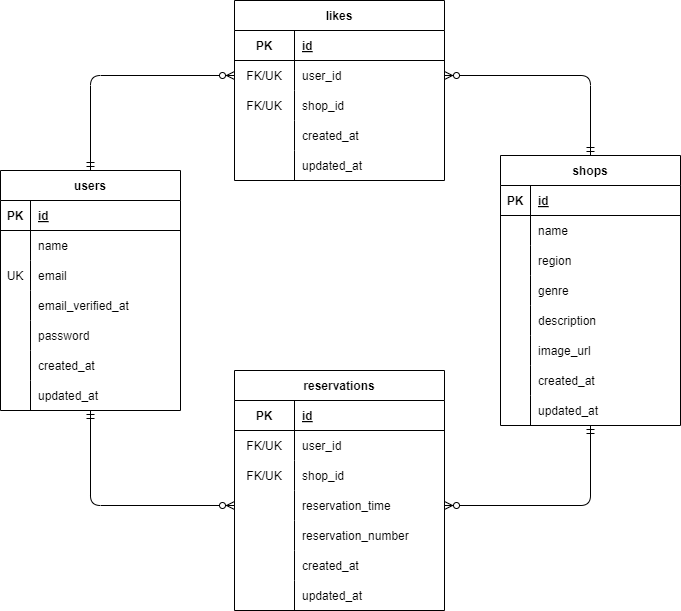 likes
PK id
FK/UK user_id
FK/UK shop_id
created_at
updated_at
users
PK id
name
UK email
email_verified_at
password
created_at
updated_at
shops
PK id
name
region
genre
description
image_url
created_at
updated_at
reservations
PK id
FK/UK user_id
FK/UK shop_id
reservation_time
reservation_number
created_at
updated_at